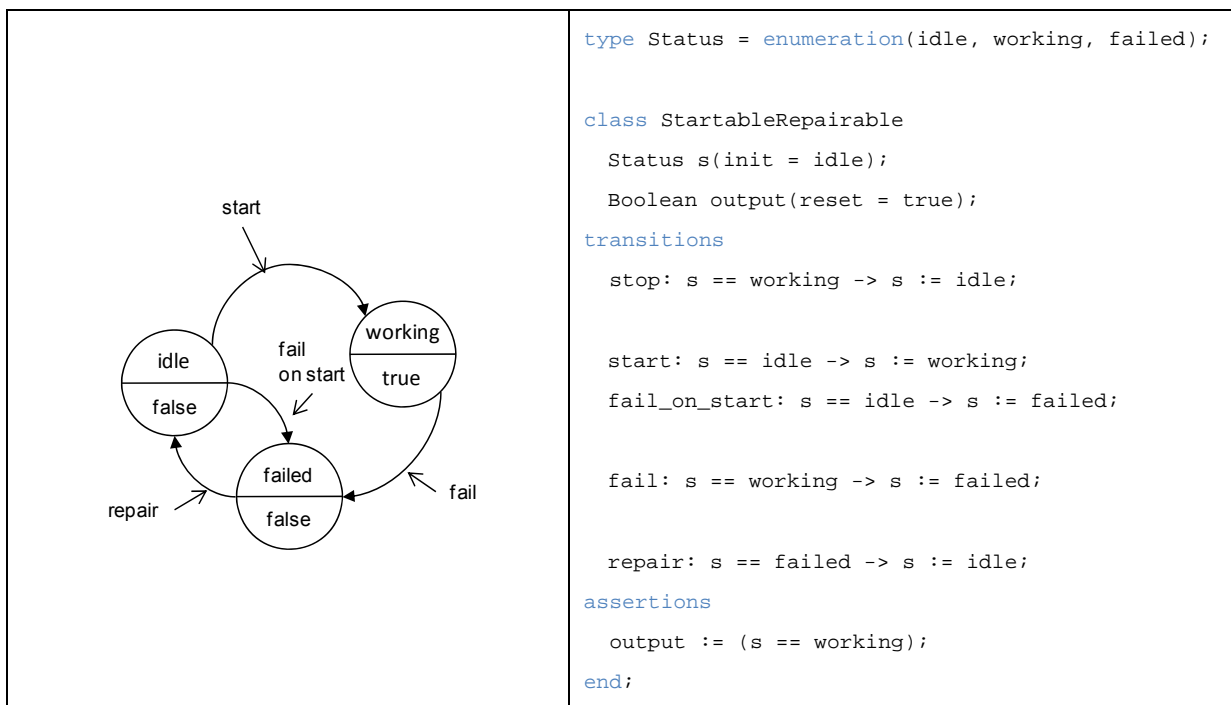 start
working
true
fail
on start
idle
false
failed
false
fail
repair
type Status = enumeration(idle, working, failed);
class StartableRepairable
Status s(init = idle);
Boolean output(reset = true);
transitions
stop: s == working -> s := idle;
start: s == idle -> s := working;
fail_on_start: s == idle -> s := failed;
fail: s == working -> s := failed;
repair: s == failed -> s := idle;
assertions
output := (s == working);
end;